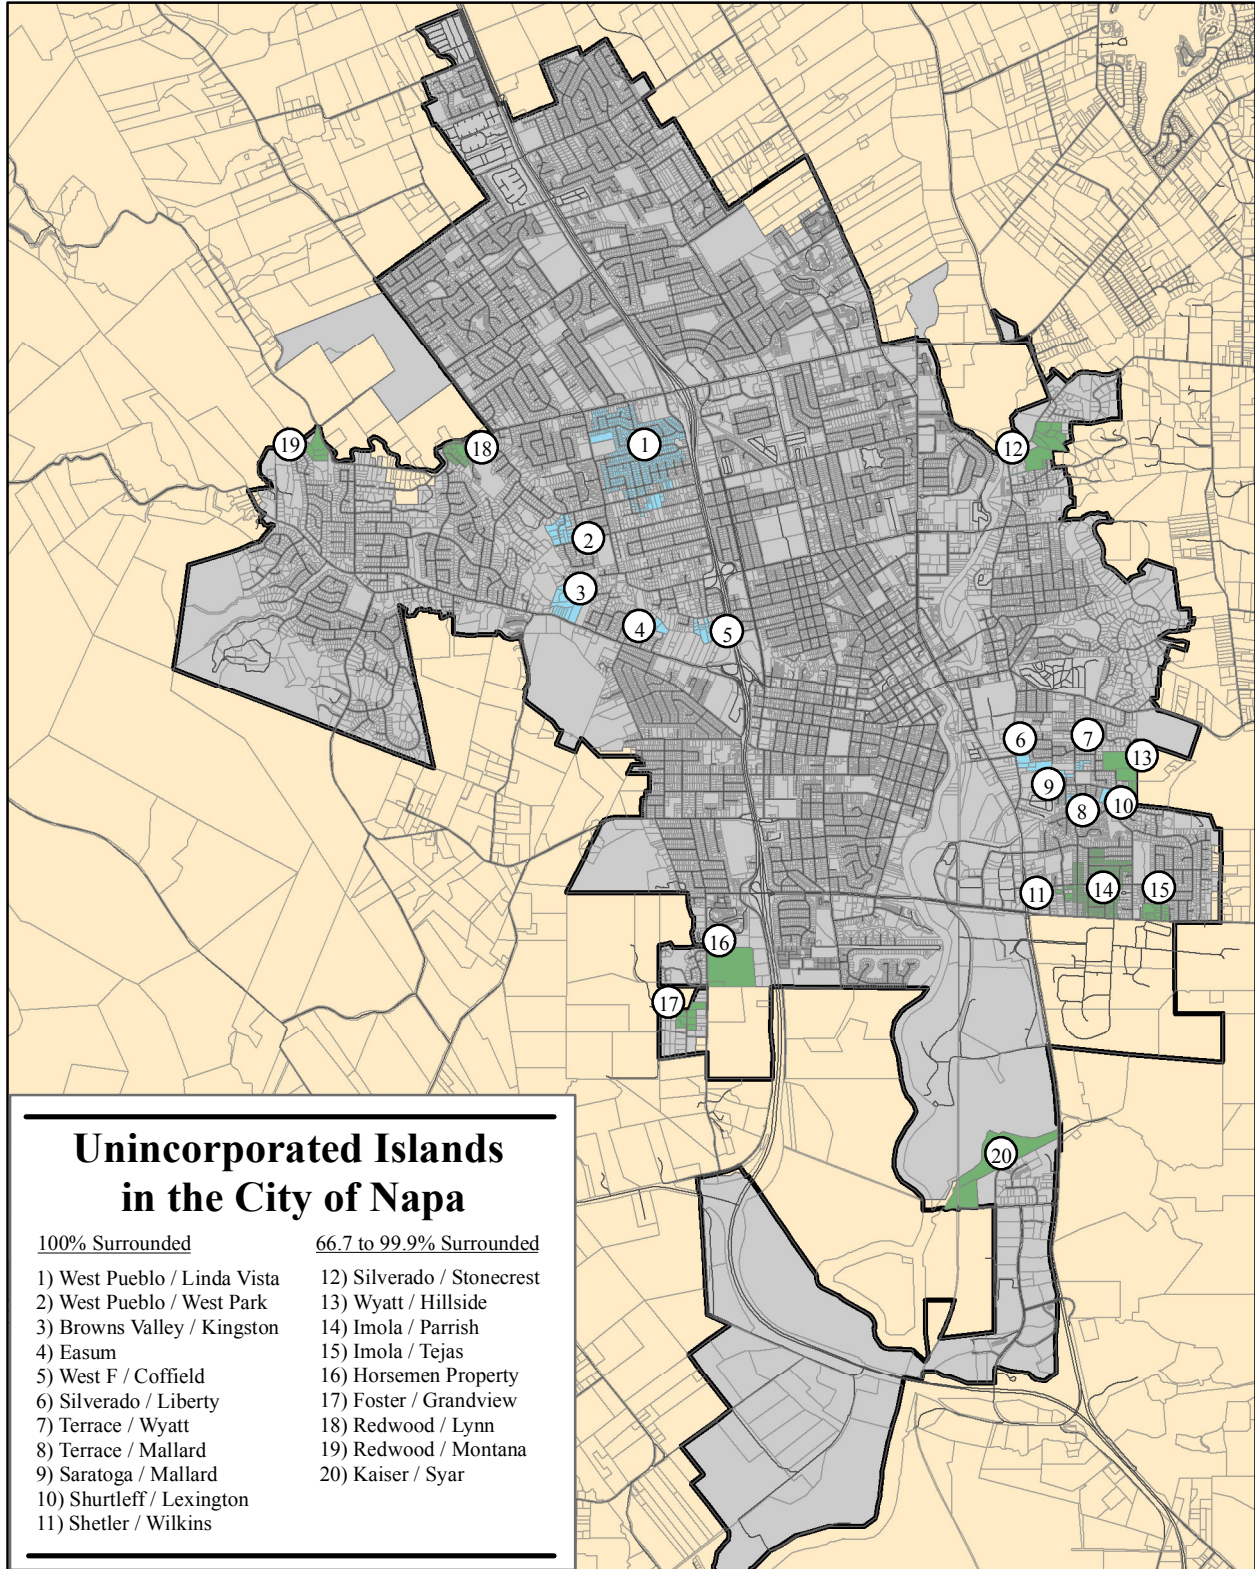 19
18
1
12
2
3
4
5
6
7
13
9
8
10
11
14
15
16
17
20
Unincorporated Islands
in the City of Napa
100% Surrounded
1) West Pueblo / Linda Vista
2) West Pueblo / West Park
3) Browns Valley / Kingston
4) Easum
5) West F / Coffield
6) Silverado / Liberty
7) Terrace / Wyatt
8) Terrace / Mallard
9) Saratoga / Mallard
10) Shurtleff / Lexington
11) Shetler / Wilkins
66.7 to 99.9% Surrounded
12) Silverado / Stonecrest
13) Wyatt / Hillside
14) Imola / Parrish
15) Imola / Tejas
16) Horsemen Property
17) Foster / Grandview
18) Redwood / Lynn
19) Redwood / Montana
20) Kaiser / Syar